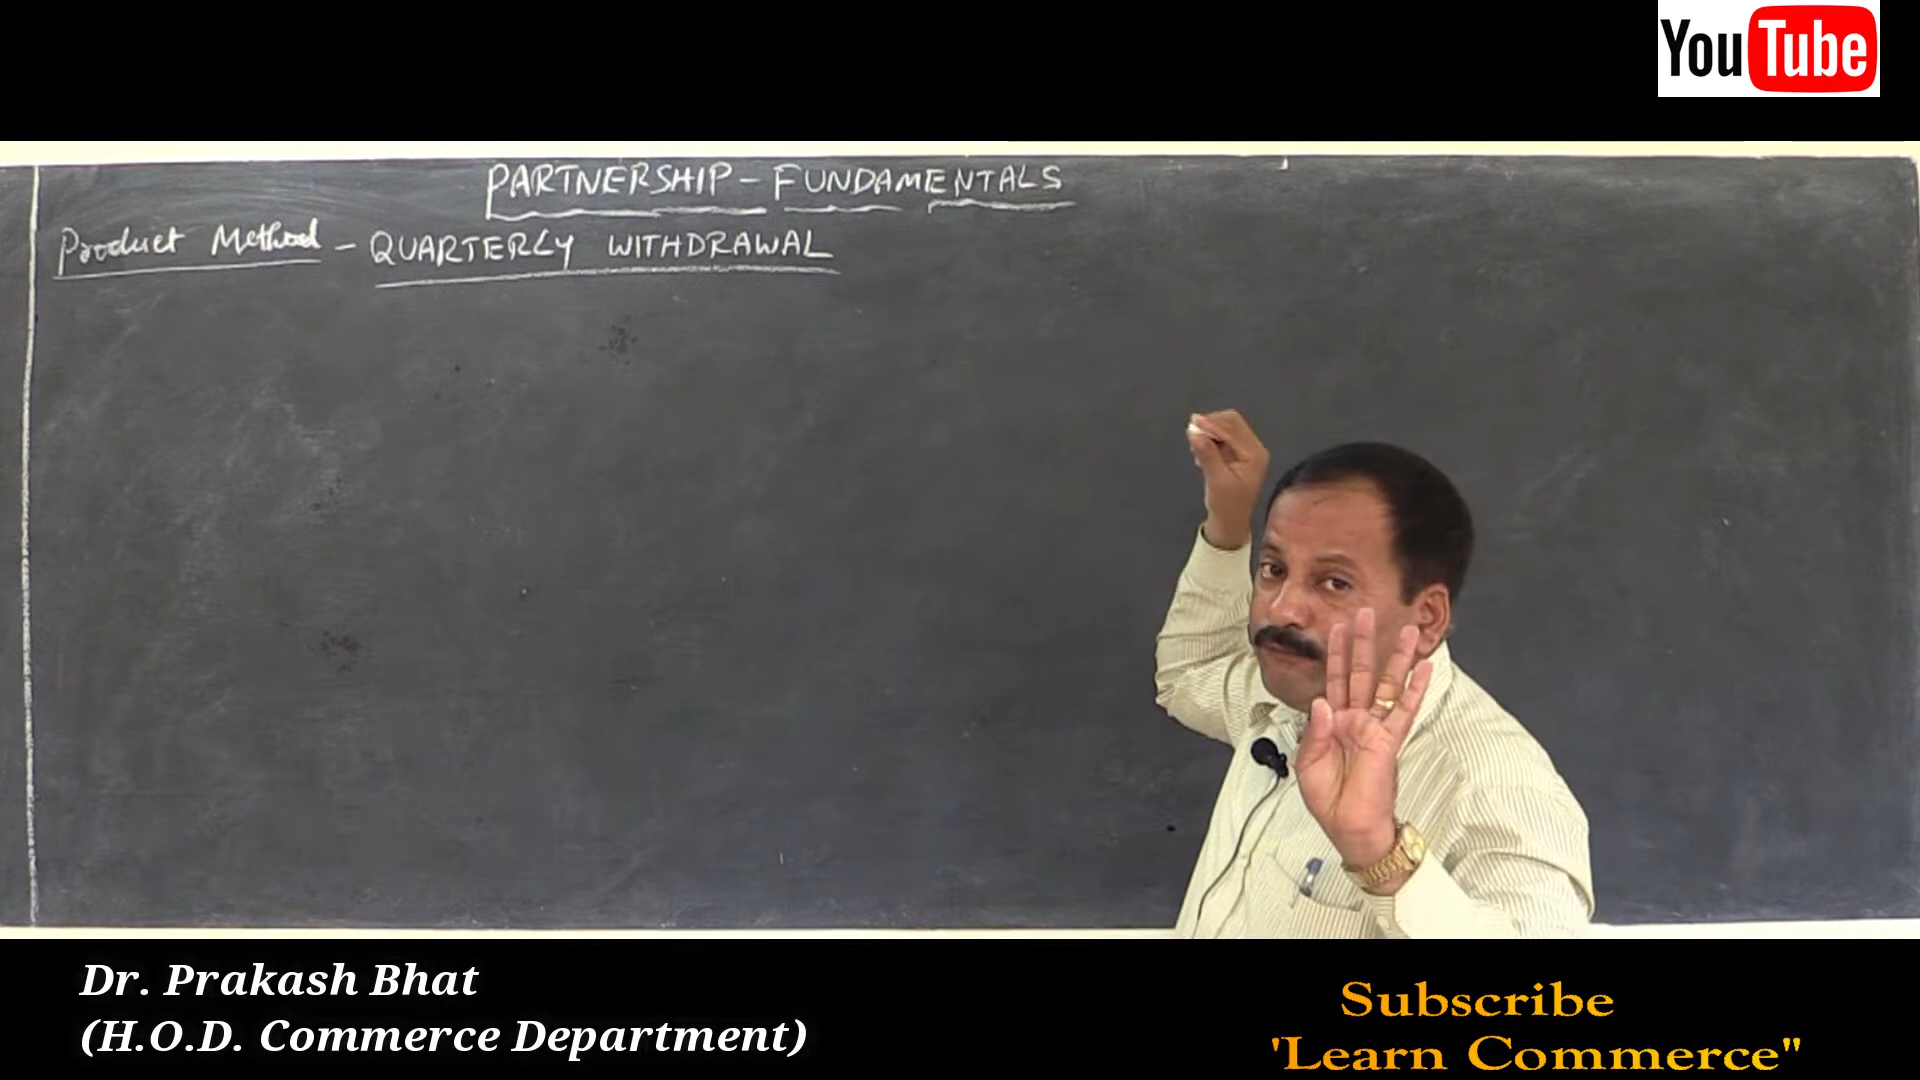 YouTube
PARTNERSHIP - FUNDAMENTALS
Product Method - QUARTERLY WITHDRAWAL
Dr. Prakash Bhat
(H.O.D. Commerce Department)
Subscribe
'Learn Commerce"